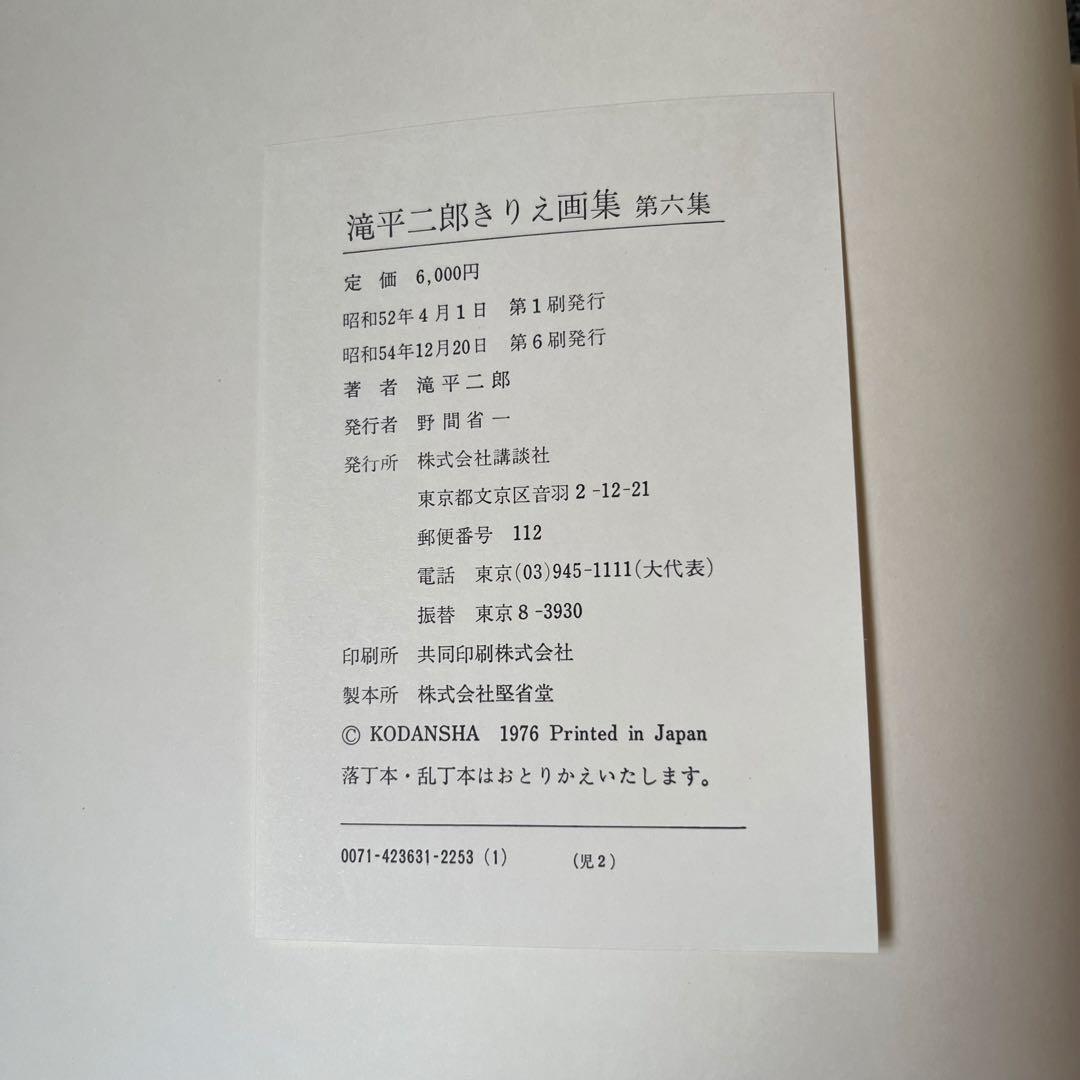 滝平二郎きりえ画集 第六集
定 価 6,000円
昭和52年4月1日 第1刷発行
昭和54年12月20日 第6刷発行
著 者 滝平二郎
発行者 野間省一
発行所 株式会社講談社
東京都文京区音羽2-12-21
郵便番号 112
電話 東京(03)945-1111(大代表)
振替 東京8-3930
印刷所 共同印刷株式会社
製本所 株式会社堅省堂
© KODANSHA 1976 Printed in Japan
落丁本・乱丁本はおとりかえいたします。
0071-423631-2253 (1) (児2)